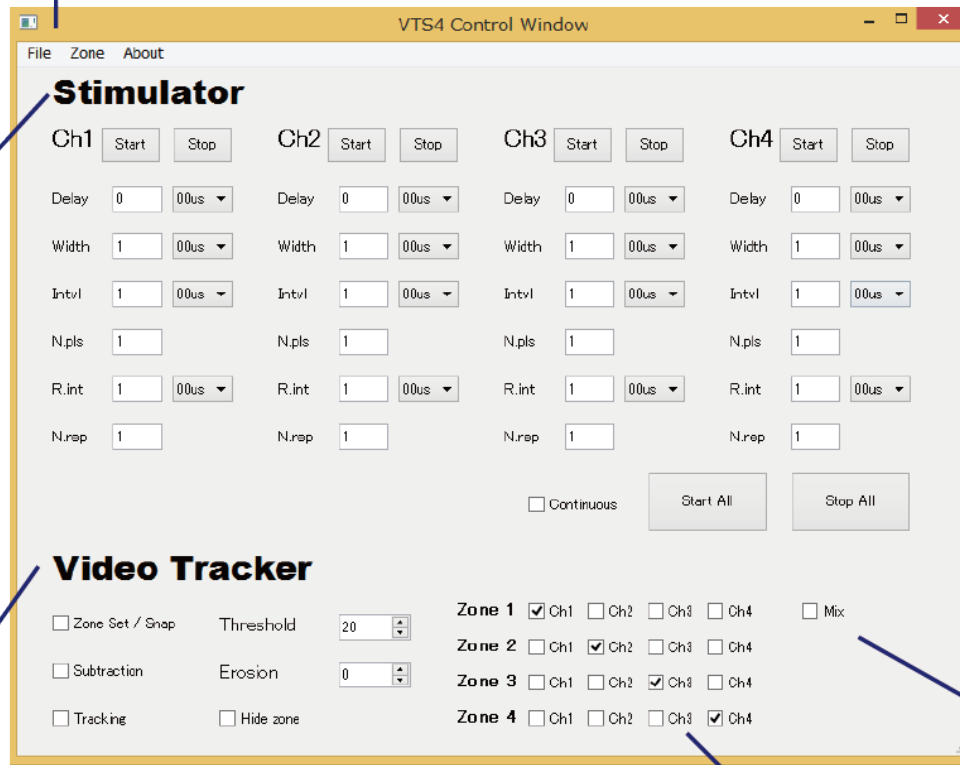 VTS4 Control Window
File Zone About
Stimulator
Ch1 Start Stop Ch2 Start Stop Ch3 Start Stop Ch4 Start Stop
Delay 0 00us Delay 0 00us Delay 0 00us Delay 0 00us
Width 1 00us Width 1 00us Width 1 00us Width 1 00us
Intvl 1 00us Intvl 1 00us Intvl 1 00us Intvl 1 00us
N.pls 1 N.pls 1 N.pls 1 N.pls 1
R.int 1 00us R.int 1 00us R.int 1 00us R.int 1 00us
N.rep 1 N.rep 1 N.rep 1 N.rep 1
Continuous Start All Stop All
Video Tracker
Zone Set / Snap Threshold 20 Zone 1 Ch1 Ch2 Ch3 Ch4 Mix
Zone 2 Ch1 Ch2 Ch3 Ch4
Subtraction Erosion 0 Zone 3 Ch1 Ch2 Ch3 Ch4
Tracking Hide zone Zone 4 Ch1 Ch2 Ch3 Ch4